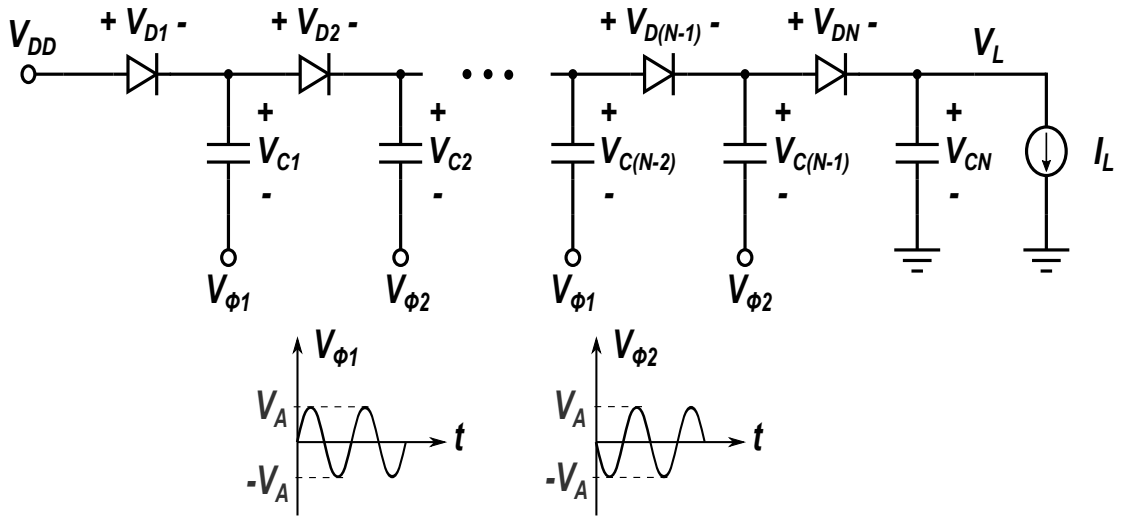 + V_D1 - + V_D2 - + V_D(N-1) - + V_DN -
V_DD V_L
• • •
+ + + + +
V_C1 V_C2 V_C(N-2) V_C(N-1) V_CN I_L
- - - - -
V_Φ1 V_Φ2 V_Φ1 V_Φ2
V_Φ1 V_Φ2
V_A V_A
t t
-V_A -V_A